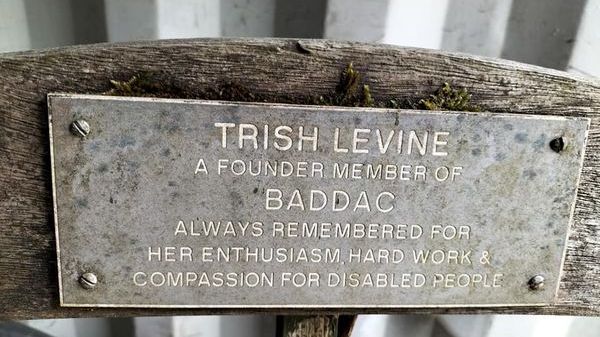 TRISH LEVINE
A FOUNDER MEMBER OF
BADDAC
ALWAYS REMEMBERED FOR
HER ENTHUSIASM, HARD WORK &
COMPASSION FOR DISABLED PEOPLE